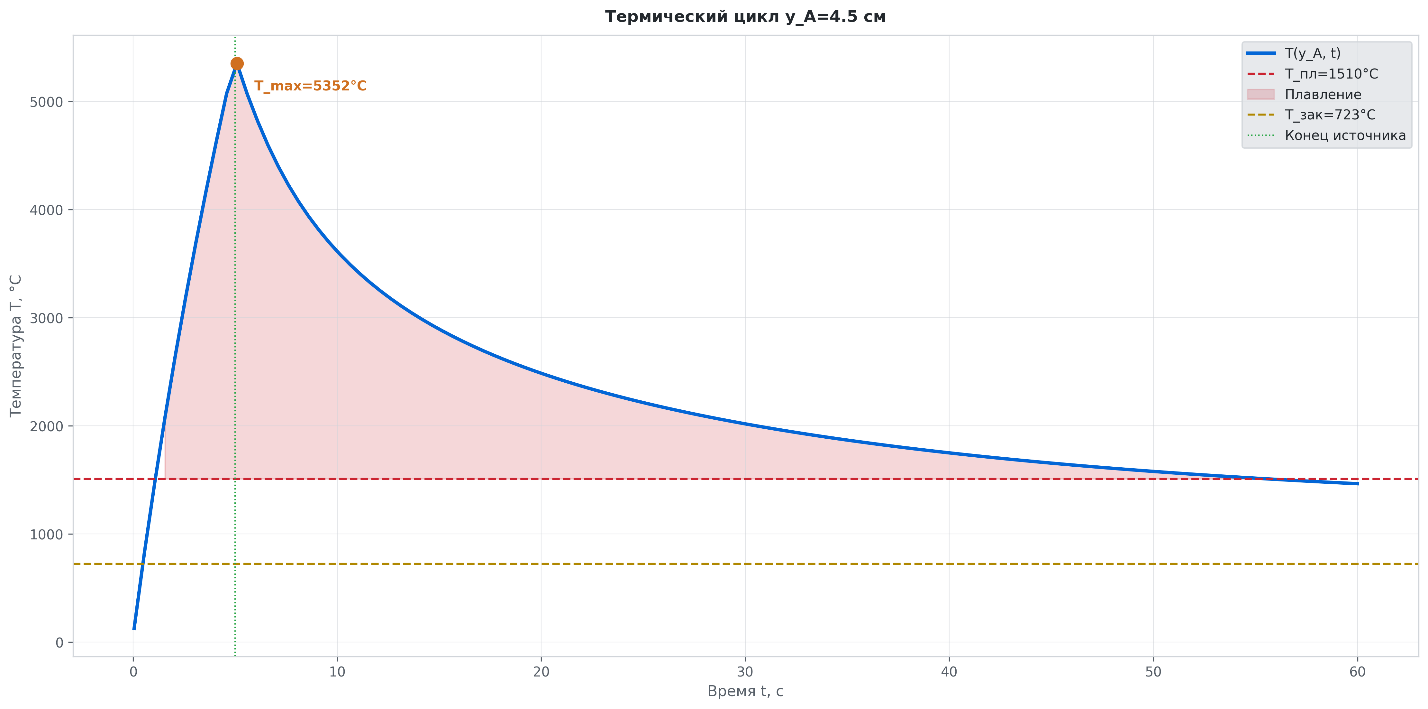 Термический цикл y_A=4.5 см
T(y_A, t)
T_пл=1510°C
Плавление
T_зак=723°C
Конец источника
T_max=5352°C
Температура T, °C
5000
4000
3000
2000
1000
0
0 10 20 30 40 50 60
Время t, с